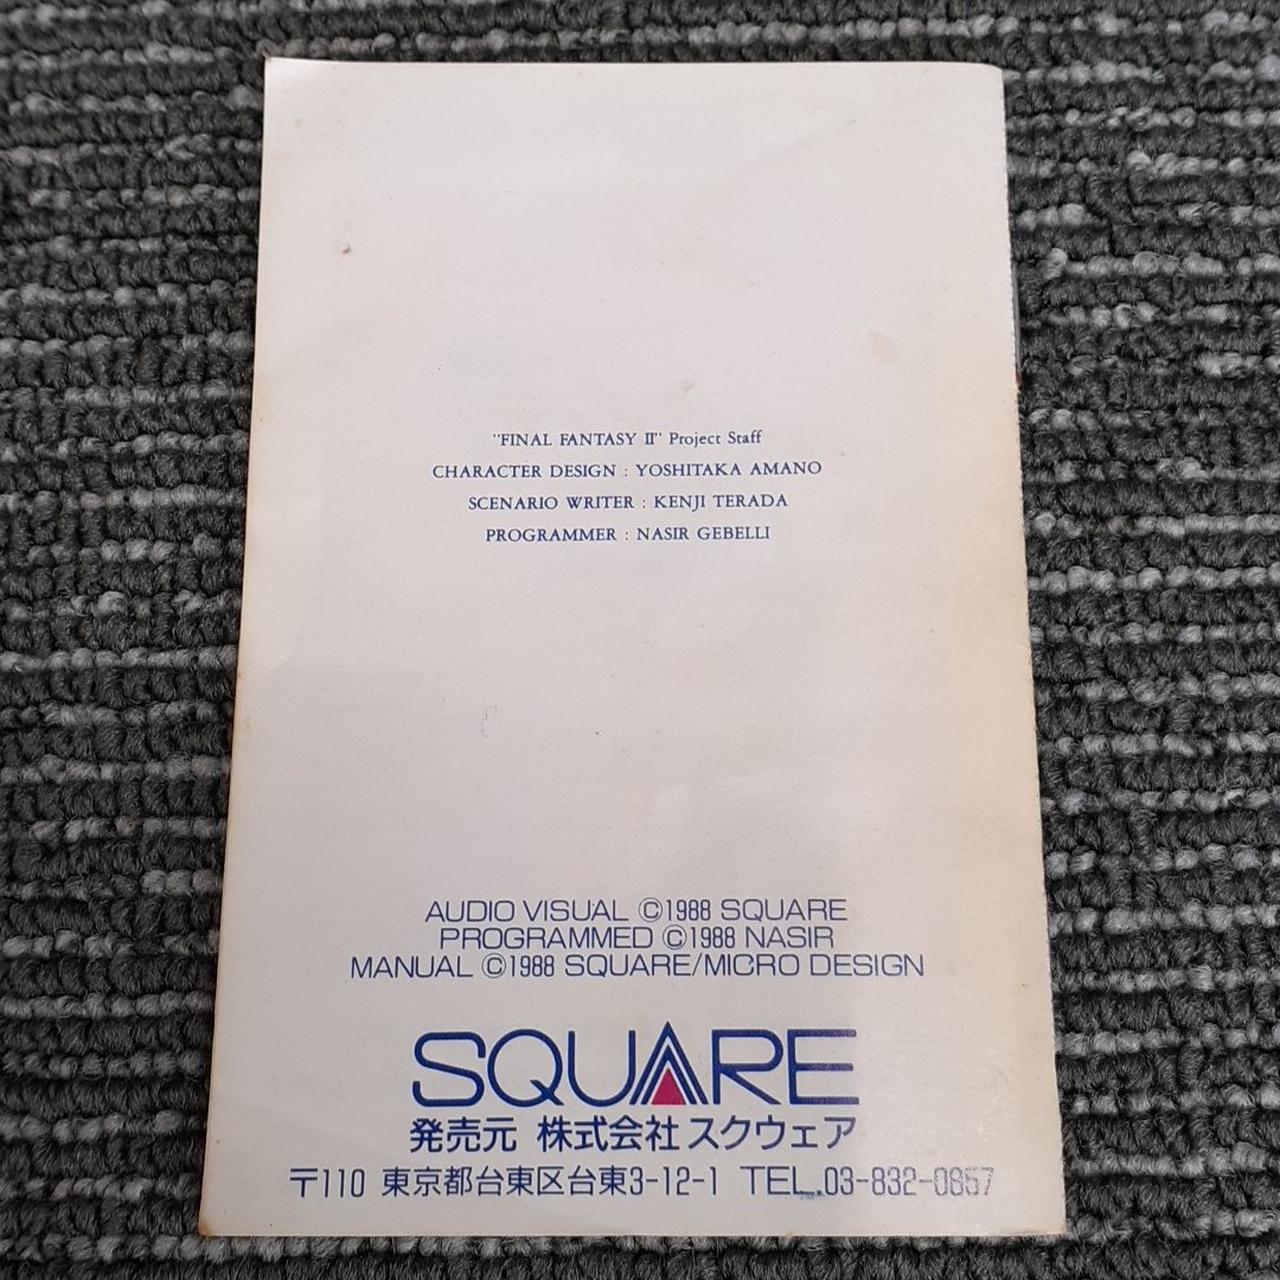 "FINAL FANTASY II" Project Staff
CHARACTER DESIGN : YOSHITAKA AMANO
SCENARIO WRITER : KENJI TERADA
PROGRAMMER : NASIR GEBELLI
AUDIO VISUAL ©1988 SQUARE
PROGRAMMED ©1988 NASIR
MANUAL ©1988 SQUARE/MICRO DESIGN
SQUARE
発売元 株式会社スクウェア
〒110 東京都台東区台東3-12-1 TEL.03-832-0857